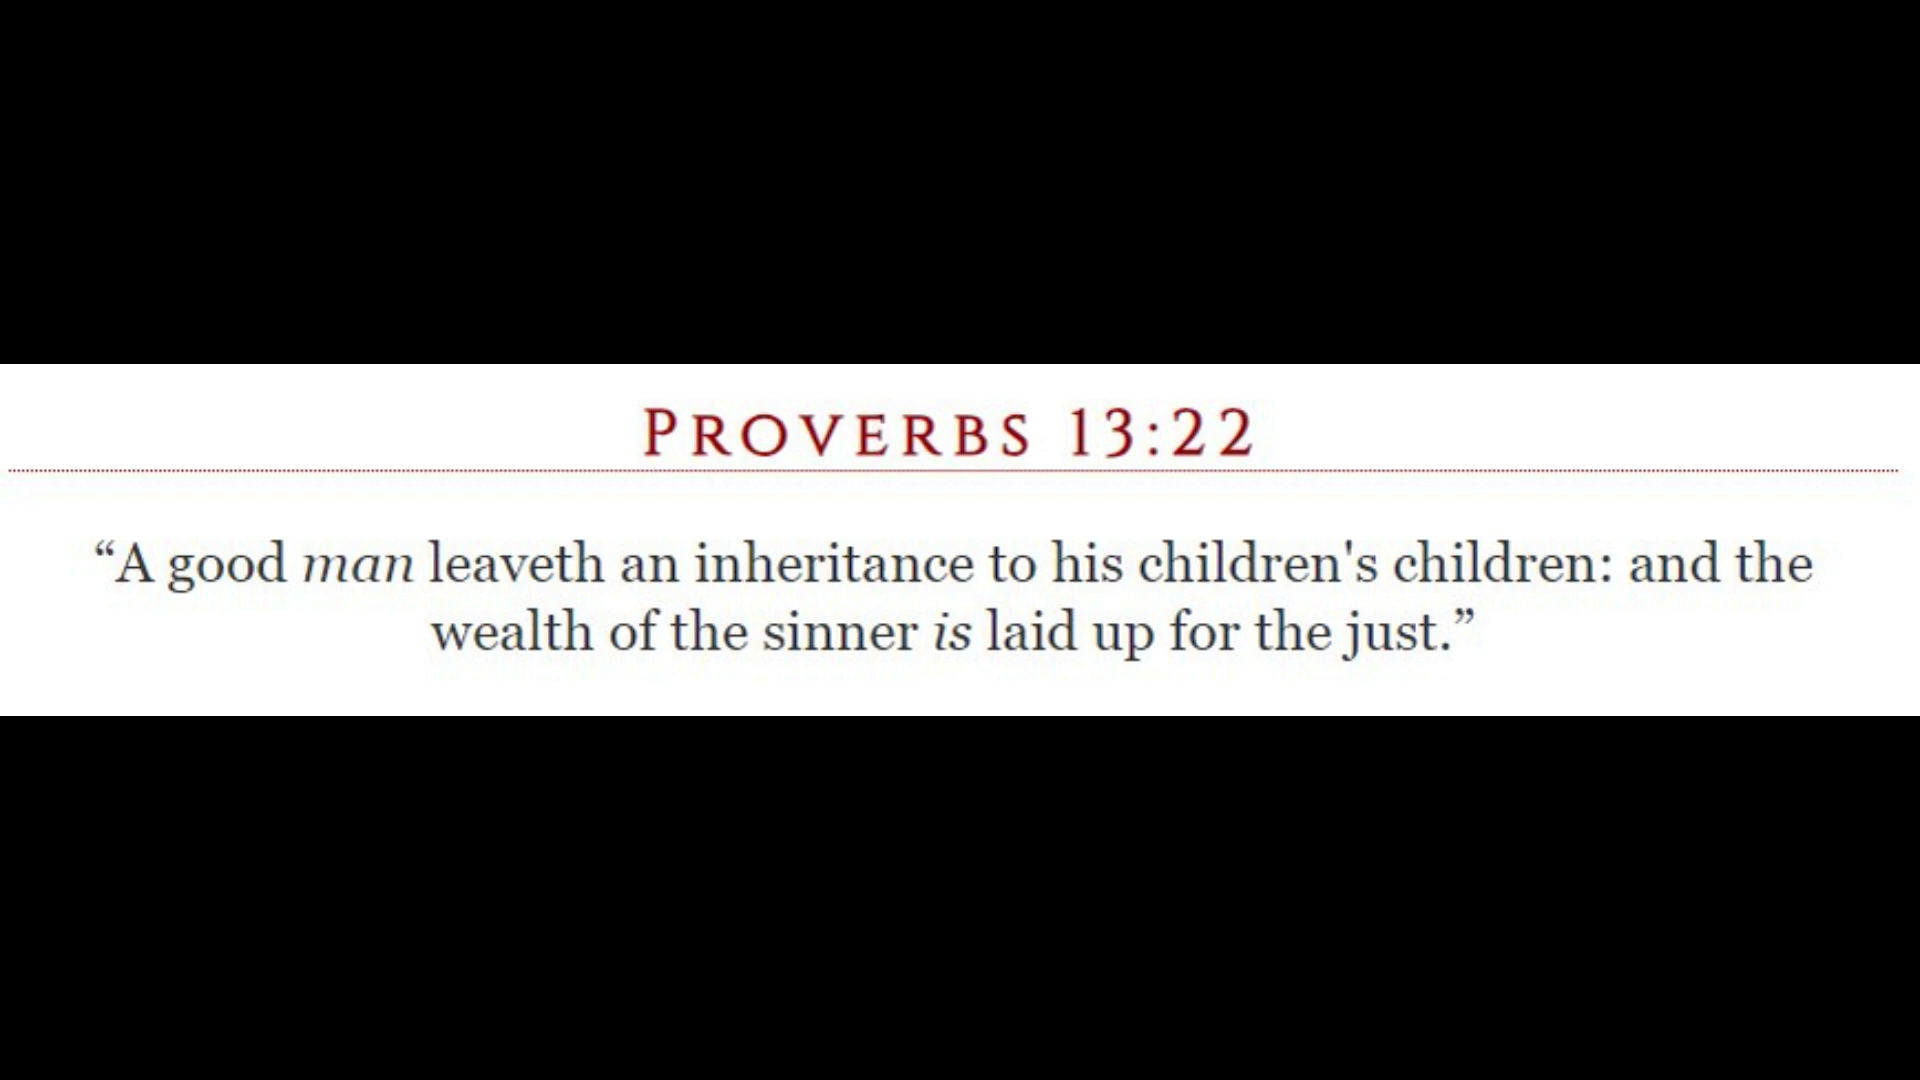 PROVERBS 13:22
“A good man leaveth an inheritance to his children's children: and the
wealth of the sinner is laid up for the just.”